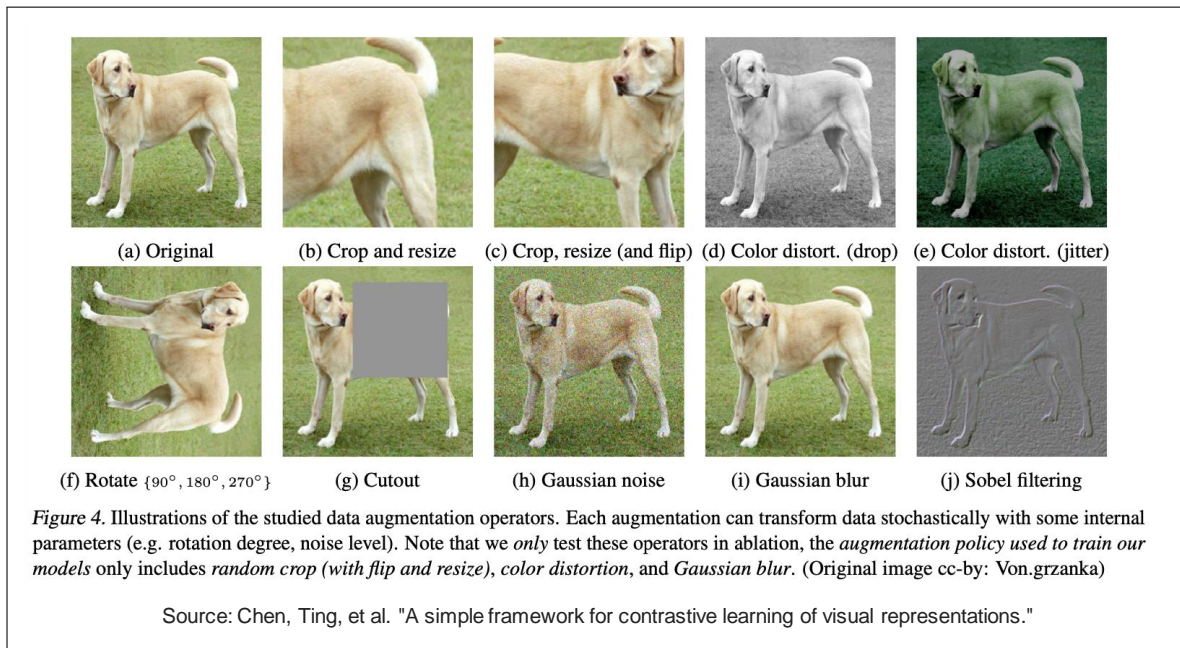 (a) Original
(b) Crop and resize
(c) Crop, resize (and flip)
(d) Color distort. (drop)
(e) Color distort. (jitter)
(f) Rotate {90°, 180°, 270°}
(g) Cutout
(h) Gaussian noise
(i) Gaussian blur
(j) Sobel filtering
Figure 4. Illustrations of the studied data augmentation operators. Each augmentation can transform data stochastically with some internal
parameters (e.g. rotation degree, noise level). Note that we only test these operators in ablation, the augmentation policy used to train our
models only includes random crop (with flip and resize), color distortion, and Gaussian blur. (Original image cc-by: Von.grzanka)
Source: Chen, Ting, et al. "A simple framework for contrastive learning of visual representations."